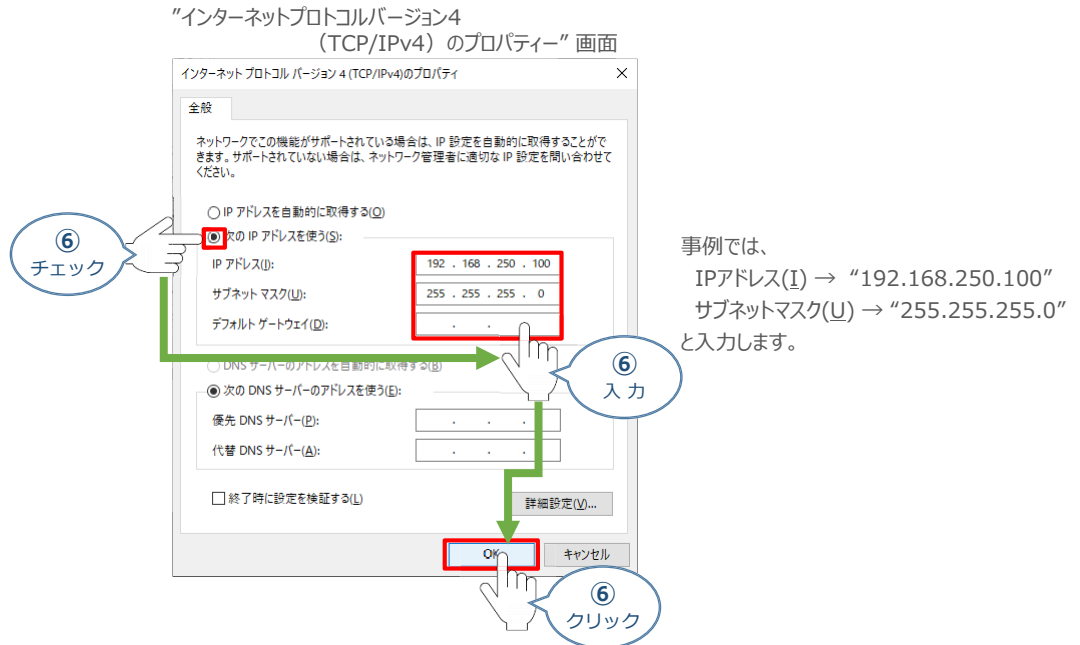 ”インターネットプロトコルバージョン4
（TCP/IPv4）のプロパティー” 画面
インターネット プロトコル バージョン 4 (TCP/IPv4)のプロパティ
全般
ネットワークでこの機能がサポートされている場合は、IP 設定を自動的に取得することがで
きます。サポートされていない場合は、ネットワーク管理者に適切な IP 設定を問い合わせて
ください。
IP アドレスを自動的に取得する(O)
次の IP アドレスを使う(S):
⑥
チェック
IP アドレス(I): 192 . 168 . 250 . 100
サブネット マスク(U): 255 . 255 . 255 . 0
デフォルト ゲートウェイ(D): . .
事例では、
IPアドレス(I) → “192.168.250.100”
サブネットマスク(U) → “255.255.255.0”
と入力します。
DNS サーバーのアドレスを自動的に取得する(B)
⑥
入 力
次の DNS サーバーのアドレスを使う(E):
優先 DNS サーバー(P): . . .
代替 DNS サーバー(A): . . .
終了時に設定を検証する(L)
詳細設定(V)...
OK キャンセル
⑥
クリック